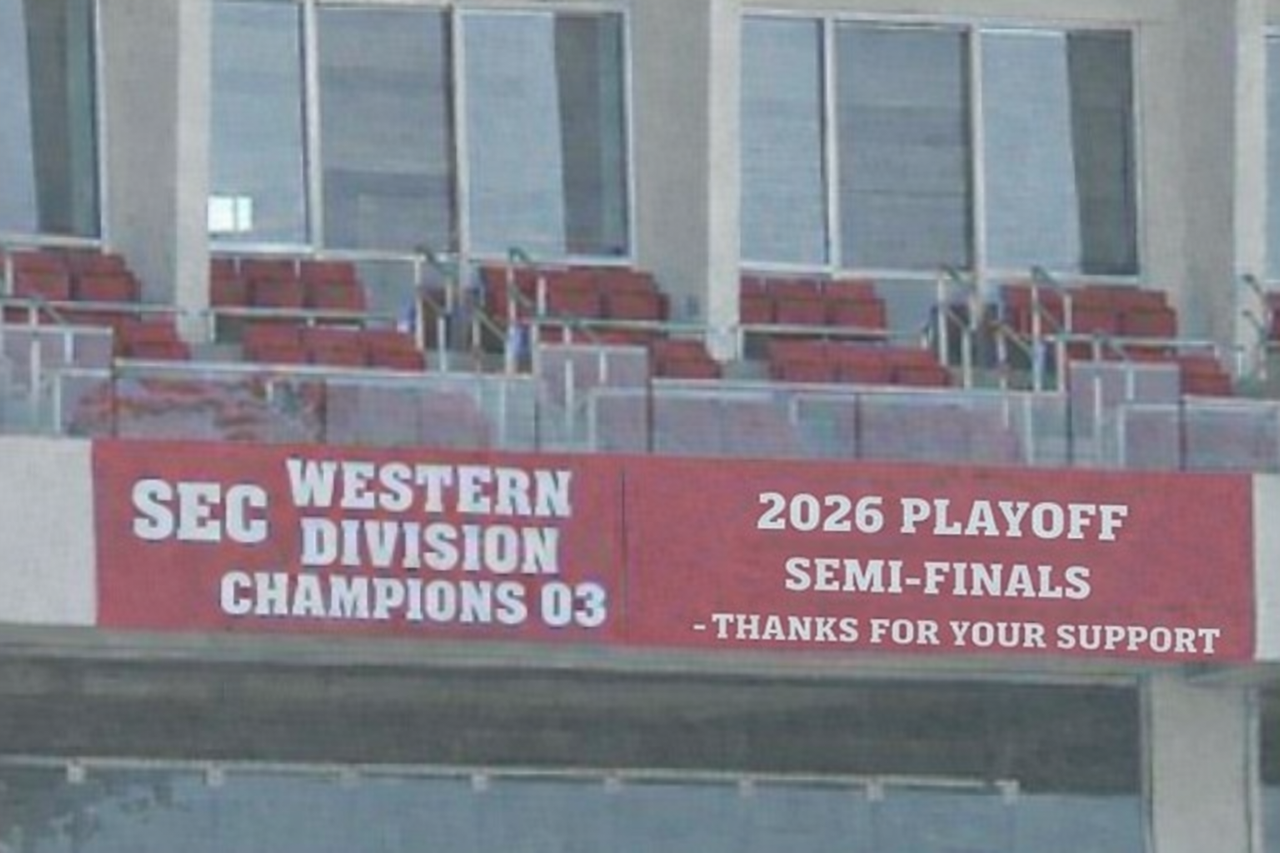 SEC WESTERN
DIVISION
CHAMPIONS 03
2026 PLAYOFF
SEMI-FINALS
-THANKS FOR YOUR SUPPORT